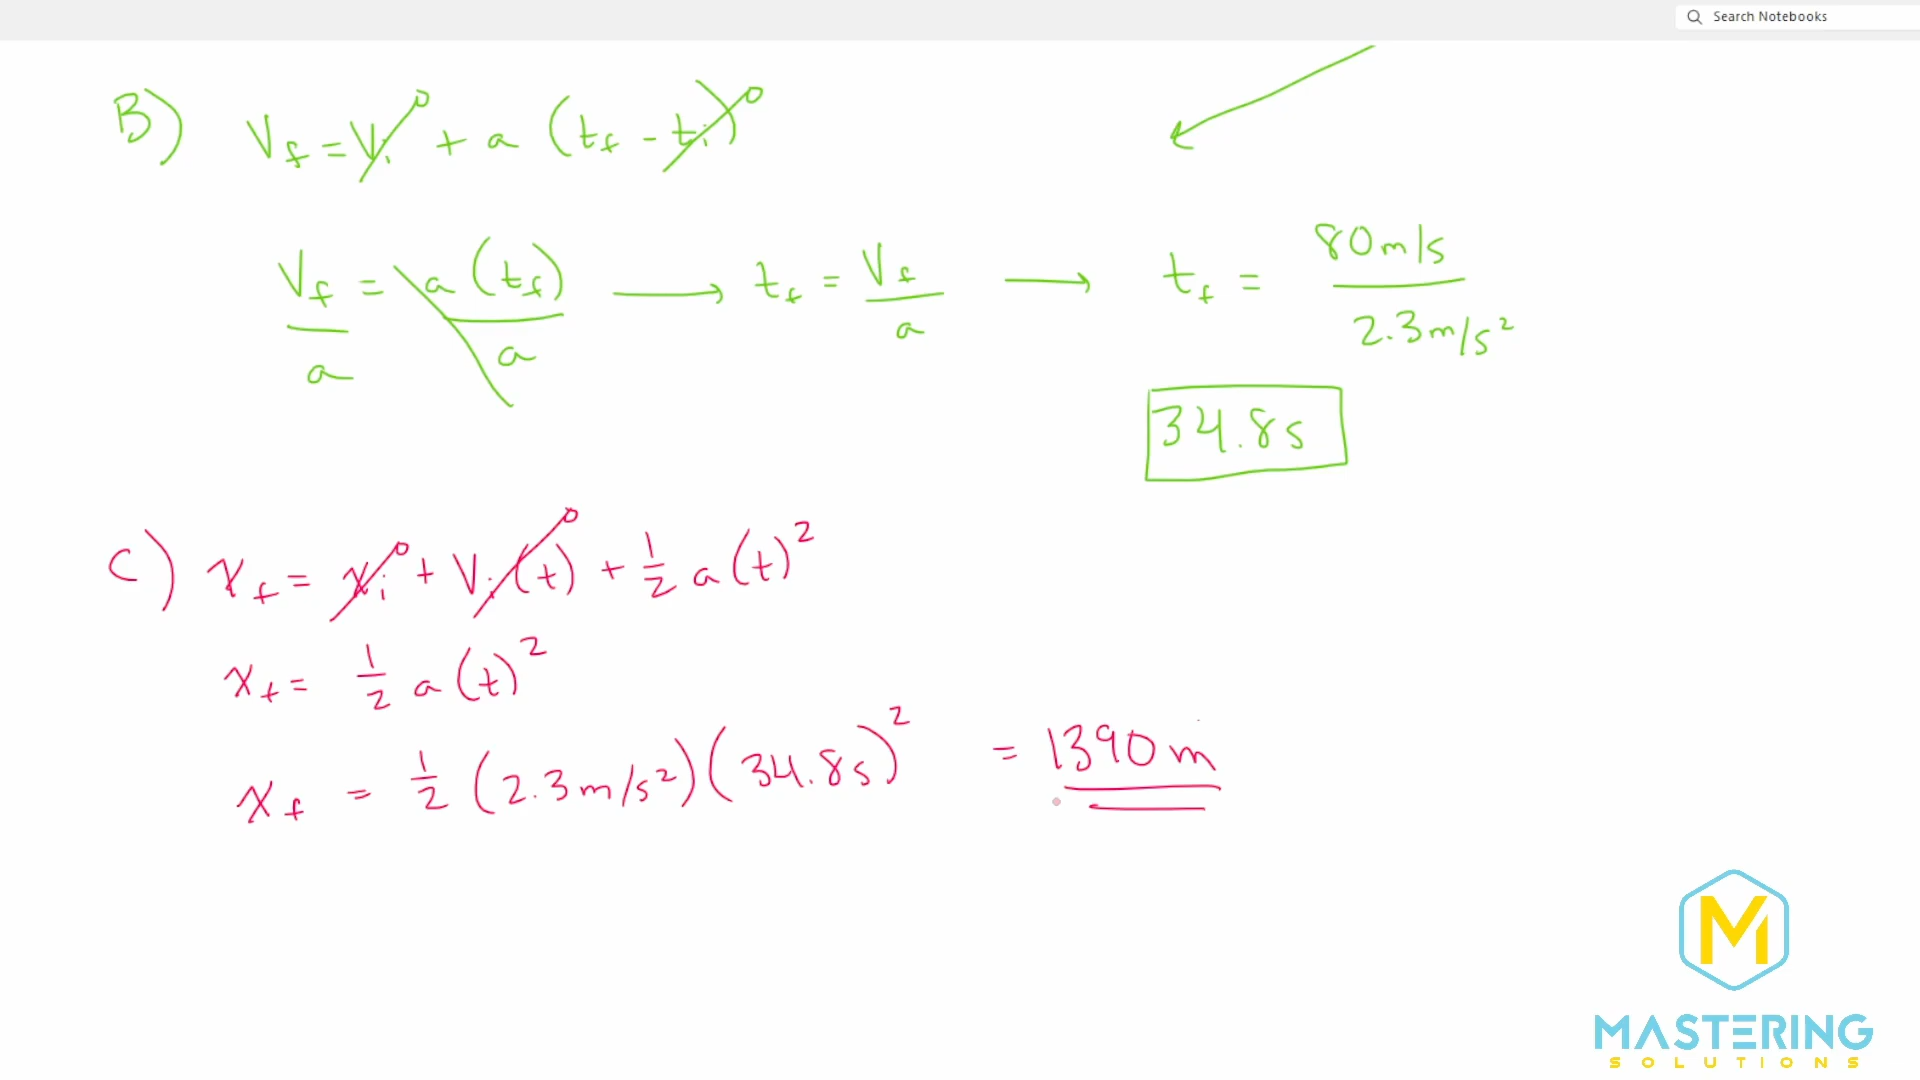 Search Notebooks
B) Vf = Vi 0 + a (tf - ti) 0
Vf/a = a(tf)/a → tf = Vf/a → tf = 80m/s / 2.3m/s²
34.8s
C) xf = xi 0 + Vi(t) 0 + 1/2 a(t)²
xf = 1/2 a(t)²
xf = 1/2 (2.3m/s²)(34.8s)² = 1390m
M
MASTERING
SOLUTIONS